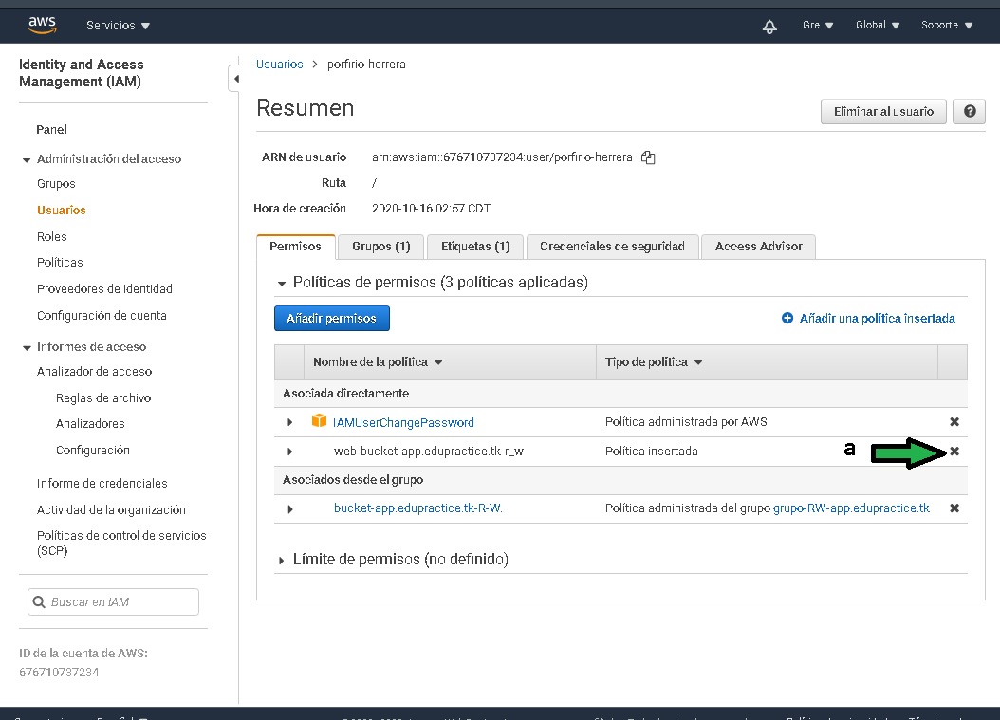 aws Servicios Gre Global Soporte
Identity and Access
Management (IAM)
Panel
Administración del acceso
Grupos
Usuarios
Roles
Políticas
Proveedores de identidad
Configuración de cuenta
Informes de acceso
Analizador de acceso
Reglas de archivo
Analizadores
Configuración
Informe de credenciales
Actividad de la organización
Políticas de control de servicios
(SCP)
Buscar en IAM
ID de la cuenta de AWS:
676710737234
Usuarios > porfirio-herrera
Resumen
Eliminar al usuario ?
ARN de usuario arn:aws:iam::676710737234:user/porfirio-herrera
Ruta /
Hora de creación 2020-10-16 02:57 CDT
Permisos Grupos (1) Etiquetas (1) Credenciales de seguridad Access Advisor
Políticas de permisos (3 políticas aplicadas)
Añadir permisos Añadir una política insertada
Nombre de la política Tipo de política
Asociada directamente
IAMUserChangePassword Política administrada por AWS
web-bucket-app.edupractice.tk-r_w Política insertada a
Asociados desde el grupo
bucket-app.edupractice.tk-R-W. Política administrada del grupo grupo-RW-app.edupractice.tk
Límite de permisos (no definido)